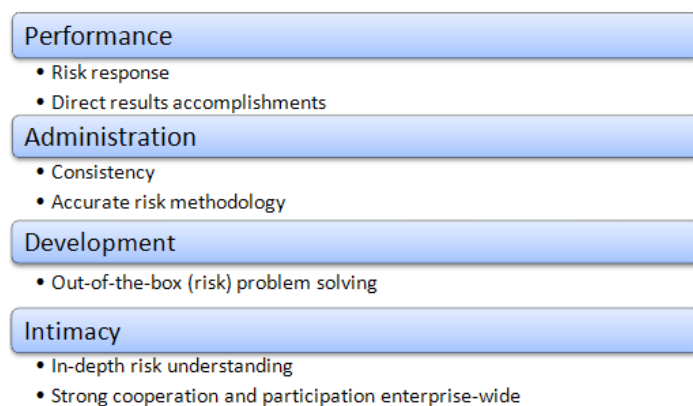 Performance
• Risk response
• Direct results accomplishments
Administration
• Consistency
• Accurate risk methodology
Development
• Out-of-the-box (risk) problem solving
Intimacy
• In-depth risk understanding
• Strong cooperation and participation enterprise-wide